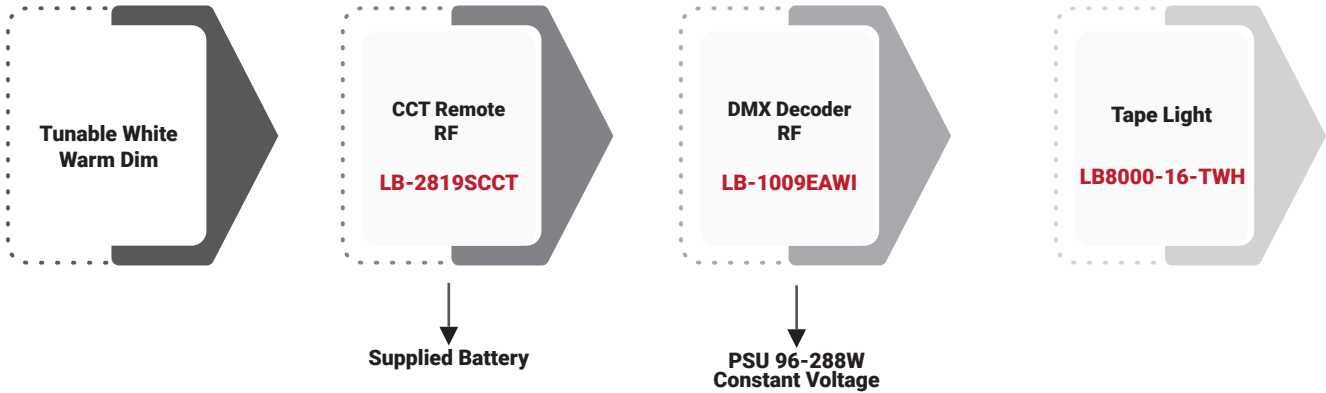 Tunable White
Warm Dim
CCT Remote
RF
LB-2819SCCT
DMX Decoder
RF
LB-1009EAWI
Tape Light
LB8000-16-TWH
Supplied Battery
PSU 96-288W
Constant Voltage